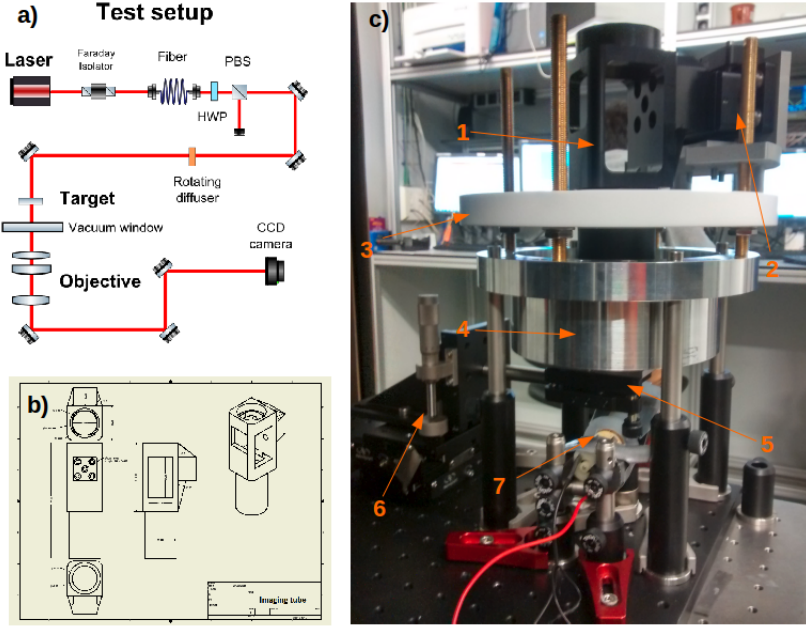 a)
Test setup
Laser
Faraday
Isolator
Fiber
PBS
HWP
Rotating
diffuser
Target
Vacuum window
CCD
camera
Objective
b)
Imaging tube
c)
1
2
3
4
5
6
7